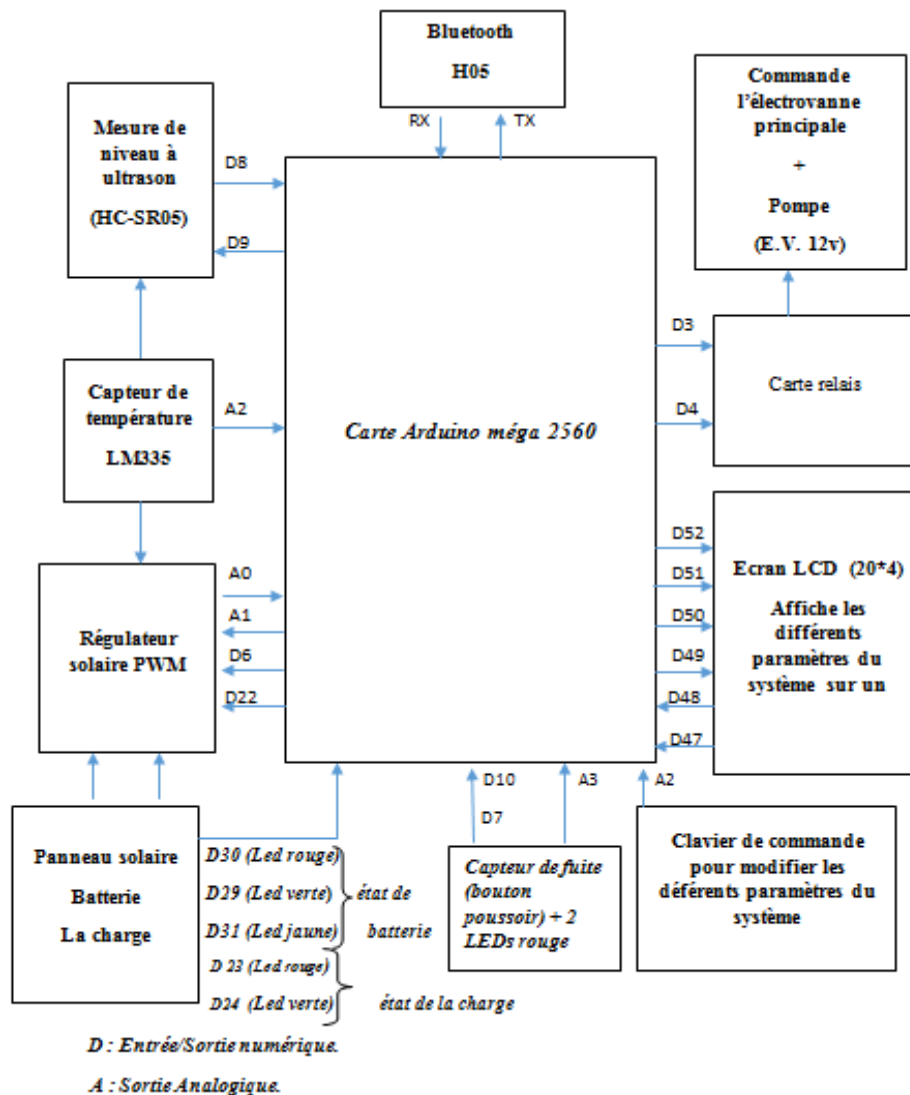 Bluetooth
H05
RX
TX
Mesure de
niveau à
ultrason
(HC-SR05)
D8
D9
Commande
l'électrovanne
principale
+
Pompe
(E.V. 12v)
Capteur de
température
LM335
A2
Carte Arduino méga 2560
D3
D4
Carte relais
Régulateur
solaire PWM
A0
A1
D6
D22
D52
D51
D50
D49
D48
D47
Ecran LCD (20*4)
Affiche les
différents
paramètres du
système sur un
Panneau solaire
Batterie
La charge
D30 (Led rouge)
D29 (Led verte)
D31 (Led jaune)
état de
batterie
D 23 (Led rouge)
D24 (Led verte)
état de la charge
D10
D7
A3
A2
Capteur de fuite
(bouton
poussoir) + 2
LEDs rouge
Clavier de commande
pour modifier les
déférents paramètres du
système
D : Entrée/Sortie numérique.
A : Sortie Analogique.